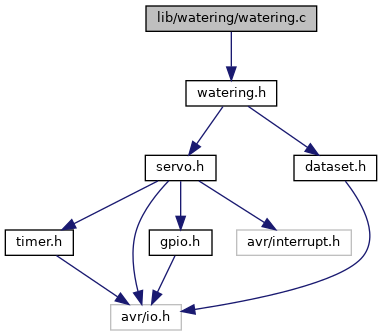 lib/watering/watering.c
watering.h
servo.h
dataset.h
timer.h
gpio.h
avr/interrupt.h
avr/io.h